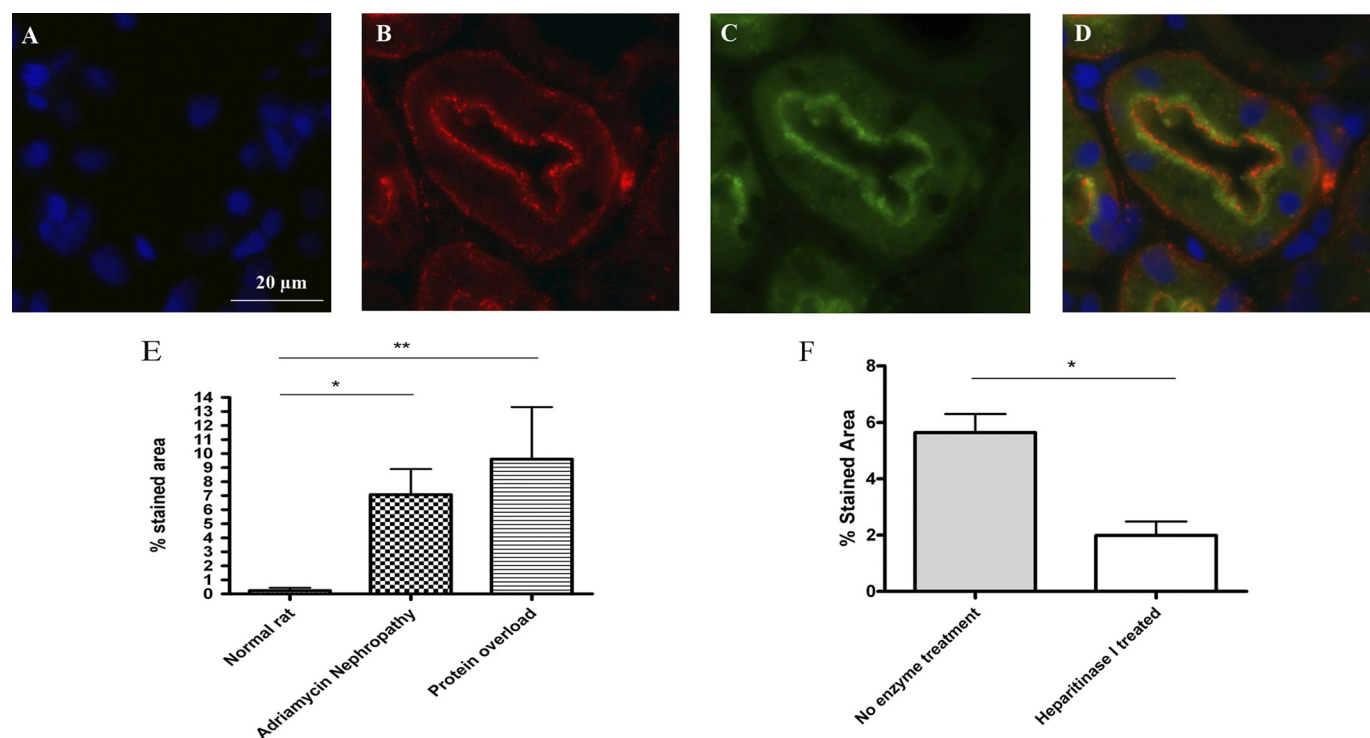 A
B
C
D
20 µm
E
**
*
% stained area
14
13
12
11
10
9
8
7
6
5
4
3
2
1
0
Normal rat
Adriamycin Nephropathy
Protein overload
F
*
% Stained Area
8
6
4
2
0
No enzyme treatment
Heparitinase I treated